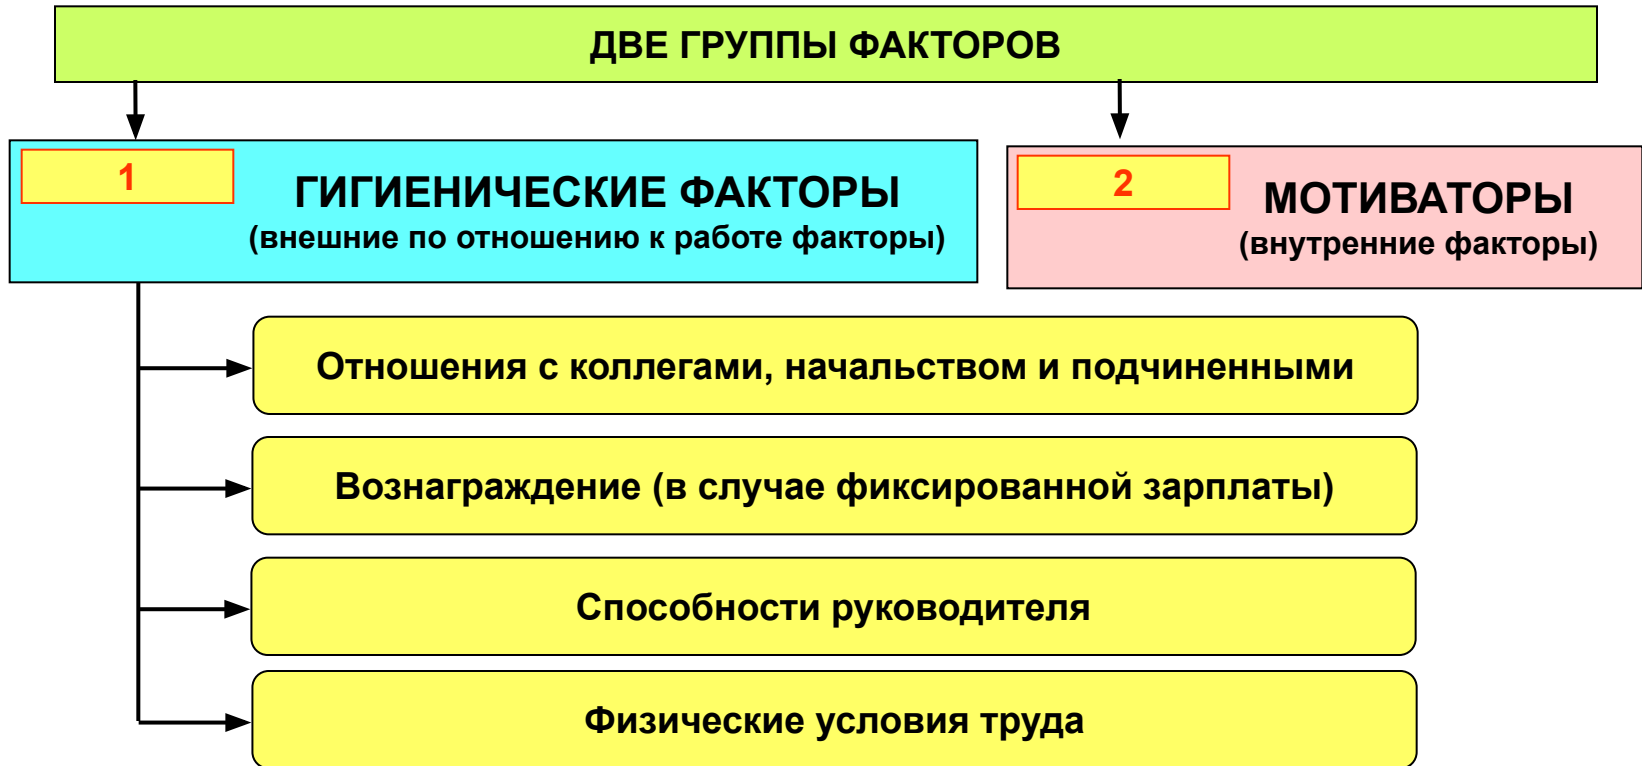 ДВЕ ГРУППЫ ФАКТОРОВ
1
ГИГИЕНИЧЕСКИЕ ФАКТОРЫ
(внешние по отношению к работе факторы)
2
МОТИВАТОРЫ
(внутренние факторы)
Отношения с коллегами, начальством и подчиненными
Вознаграждение (в случае фиксированной зарплаты)
Способности руководителя
Физические условия труда